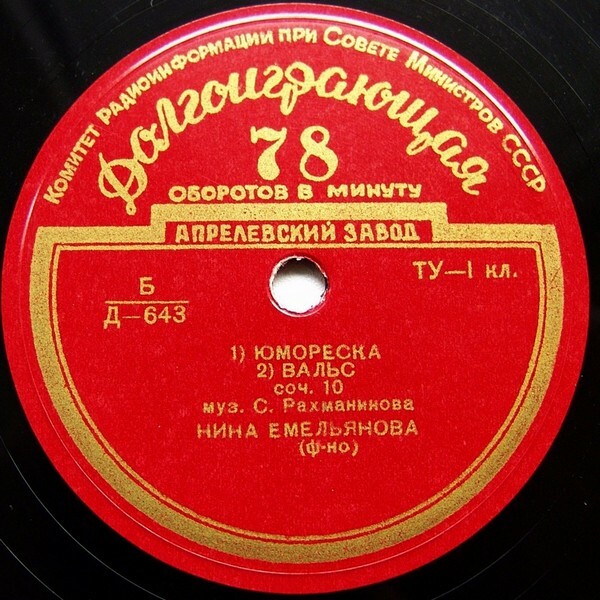 Комитет Радиоинформации при Совете Министров СССР
Долгоиграющая
78
ОБОРОТОВ В МИНУТУ
АПРЕЛЕВСКИЙ ЗАВОД
Б
Д—643
ТУ—I кл.
1) ЮМОРЕСКА
2) ВАЛЬС
соч. 10
муз. С. Рахманинова
НИНА ЕМЕЛЬЯНОВА
(ф-но)